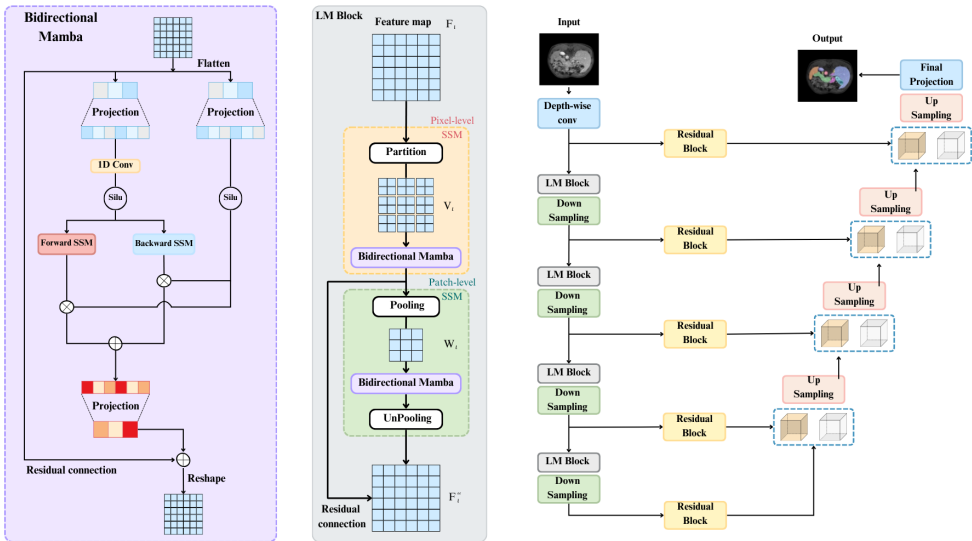 Bidirectional
Mamba
Flatten
Projection
Projection
1D Conv
Silu
Silu
Forward SSM
Backward SSM
Projection
Residual connection
Reshape
LM Block
Feature map
F_i
Pixel-level
SSM
Partition
V_i
Bidirectional Mamba
Patch-level
SSM
Pooling
W_i
Bidirectional Mamba
UnPooling
Residual
connection
Input
Depth-wise
conv
LM Block
Down
Sampling
LM Block
Down
Sampling
LM Block
Down
Sampling
LM Block
Down
Sampling
Residual
Block
Residual
Block
Residual
Block
Residual
Block
Residual
Block
Output
Final
Projection
Up
Sampling
Up
Sampling
Up
Sampling
Up
Sampling